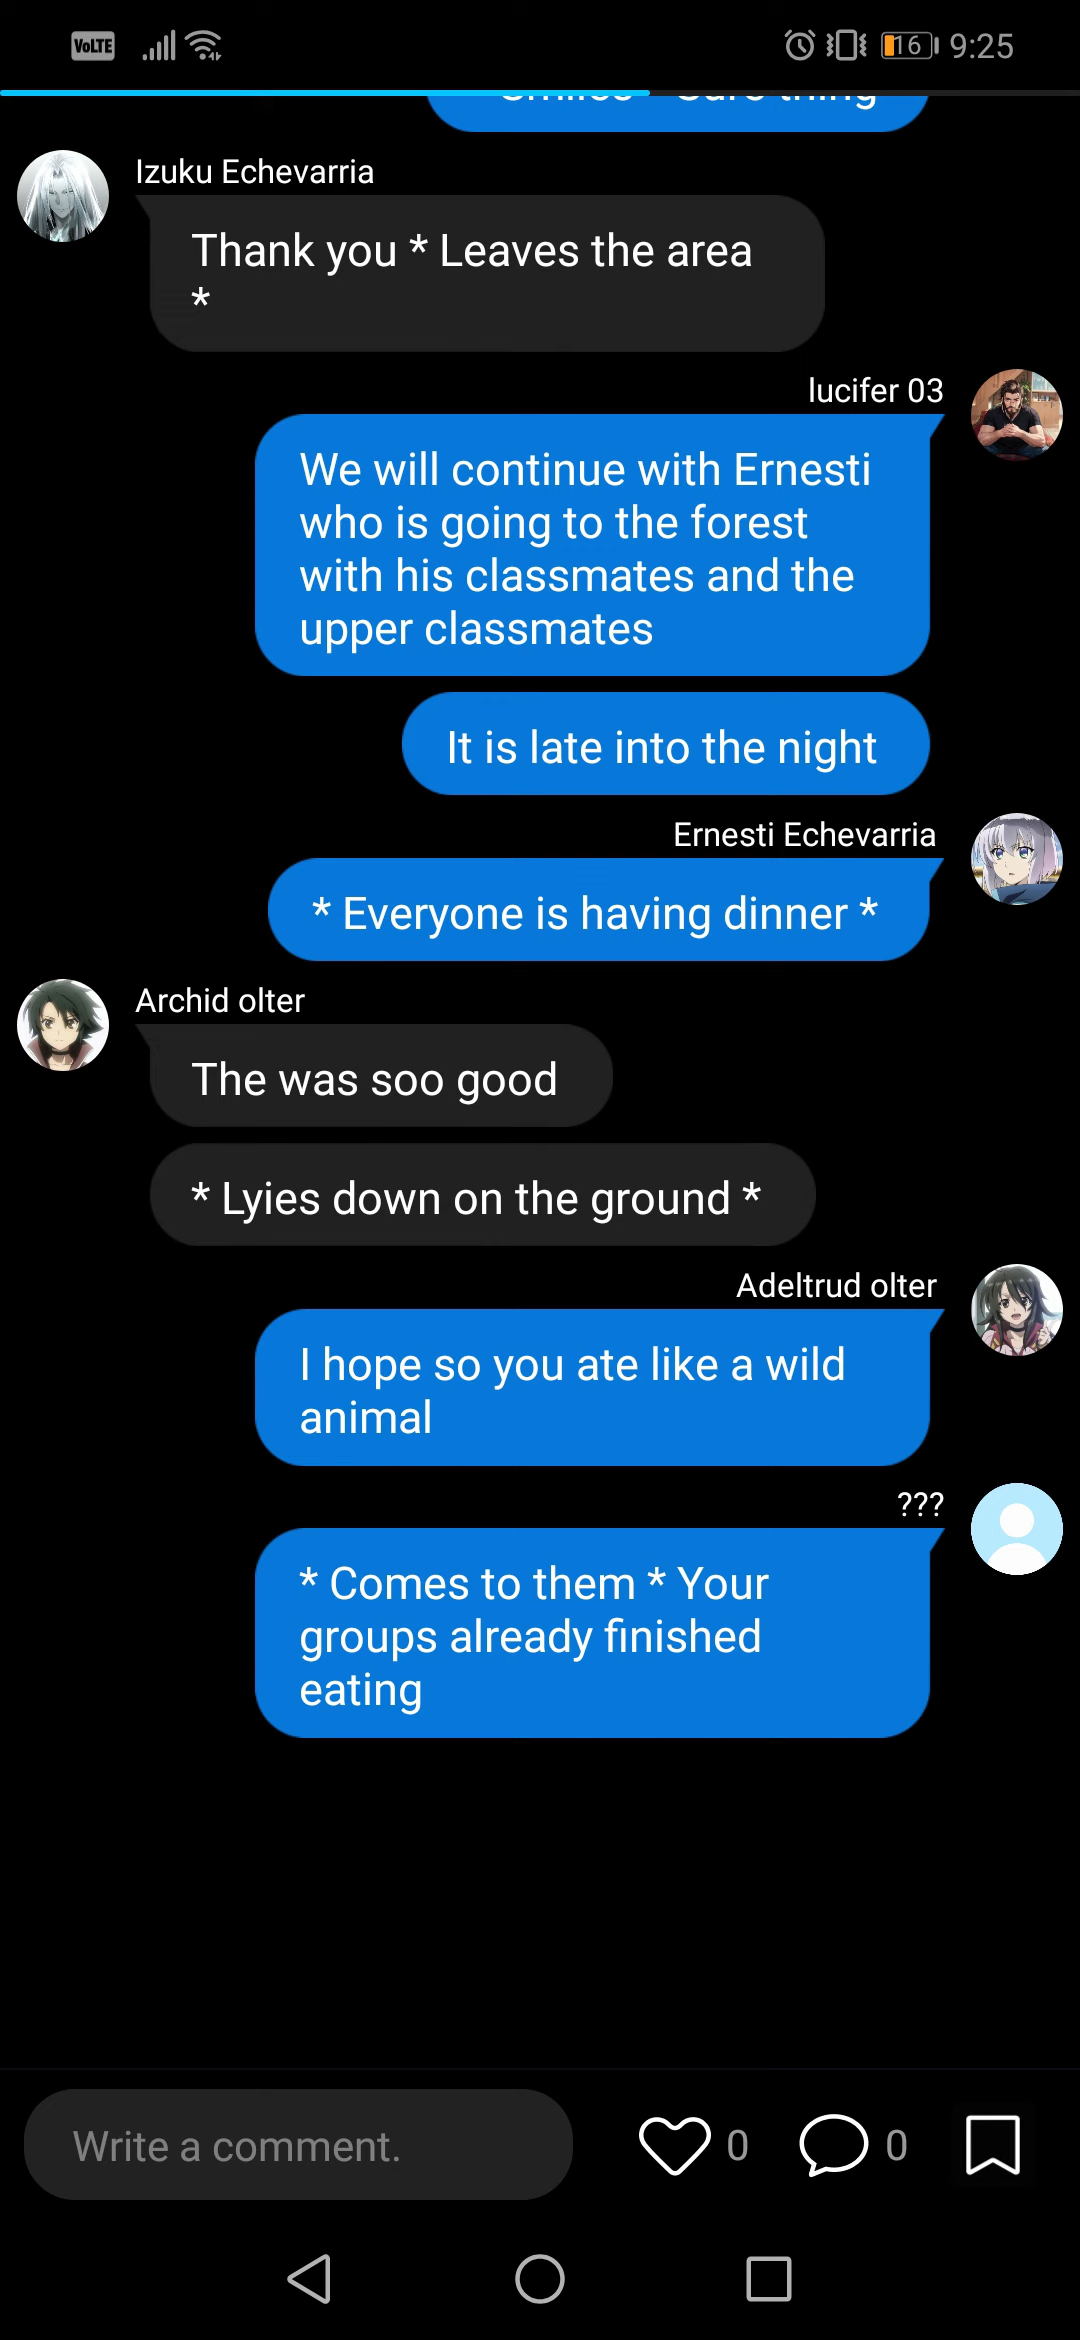 VoLTE
16
9:25
Izuku Echevarria
Thank you * Leaves the area
*
lucifer 03
We will continue with Ernesti
who is going to the forest
with his classmates and the
upper classmates
It is late into the night
Ernesti Echevarria
* Everyone is having dinner *
Archid olter
The was soo good
* Lyies down on the ground *
Adeltrud olter
I hope so you ate like a wild
animal
???
* Comes to them * Your
groups already finished
eating
Write a comment.
0
0